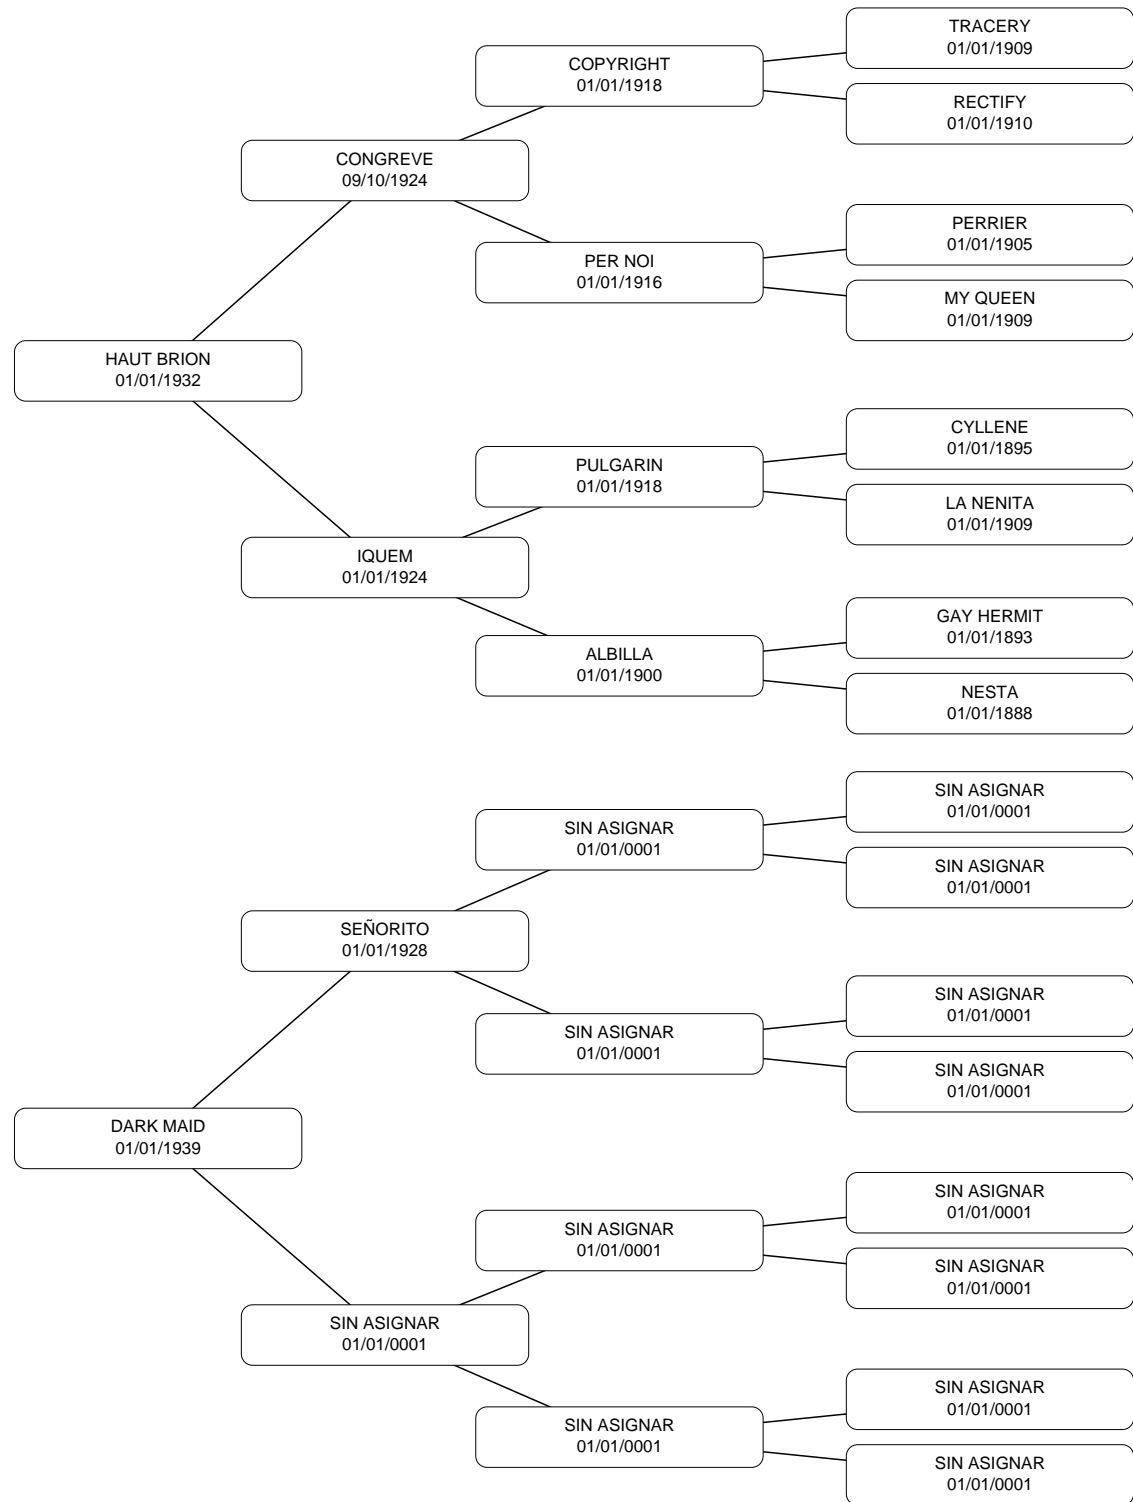 TRACERY
01/01/1909
COPYRIGHT
01/01/1918
RECTIFY
01/01/1910
CONGREVE
09/10/1924
PERRIER
01/01/1905
PER NOI
01/01/1916
MY QUEEN
01/01/1909
HAUT BRION
01/01/1932
CYLLENE
01/01/1895
PULGARIN
01/01/1918
LA NENITA
01/01/1909
IQUEM
01/01/1924
GAY HERMIT
01/01/1893
ALBILLA
01/01/1900
NESTA
01/01/1888
SIN ASIGNAR
01/01/0001
SIN ASIGNAR
01/01/0001
SIN ASIGNAR
01/01/0001
SEÑORITO
01/01/1928
SIN ASIGNAR
01/01/0001
SIN ASIGNAR
01/01/0001
SIN ASIGNAR
01/01/0001
DARK MAID
01/01/1939
SIN ASIGNAR
01/01/0001
SIN ASIGNAR
01/01/0001
SIN ASIGNAR
01/01/0001
SIN ASIGNAR
01/01/0001
SIN ASIGNAR
01/01/0001
SIN ASIGNAR
01/01/0001
SIN ASIGNAR
01/01/0001